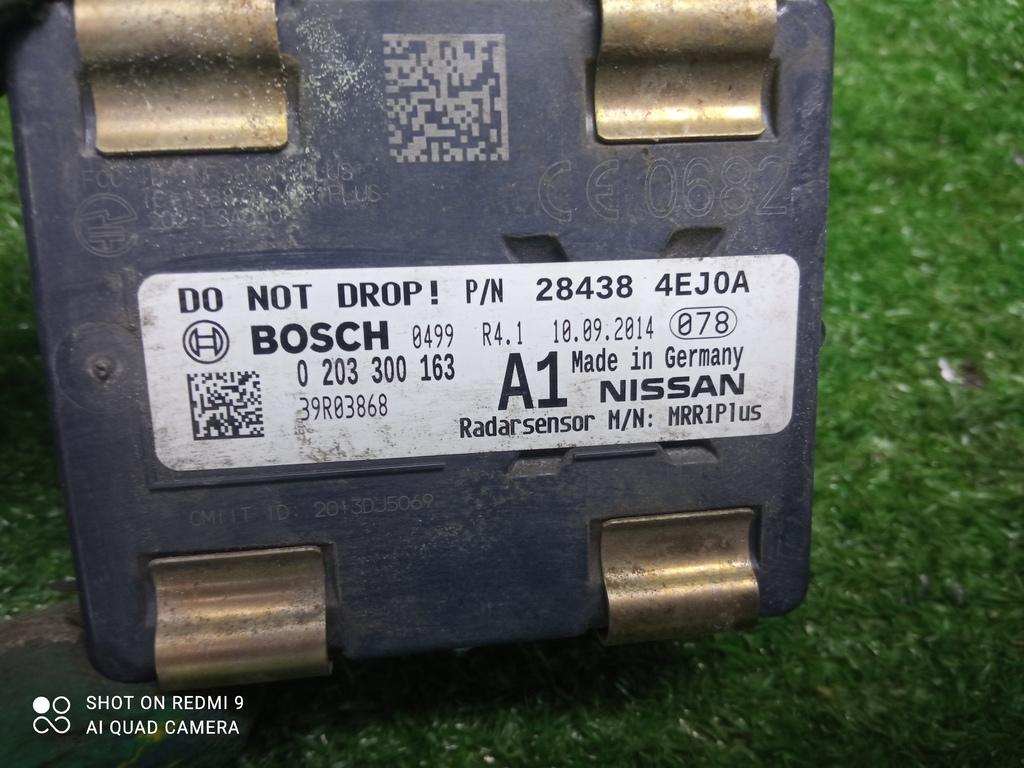 CE 0682
DO NOT DROP! P/N 28438 4EJ0A
BOSCH 0499 R4.1 10.09.2014 078
0 203 300 163 A1 Made in Germany
39R03868 NISSAN
Radarsensor M/N: MRR1Plus
CMIIT ID: 2013DJ5069
SHOT ON REDMI 9
AI QUAD CAMERA